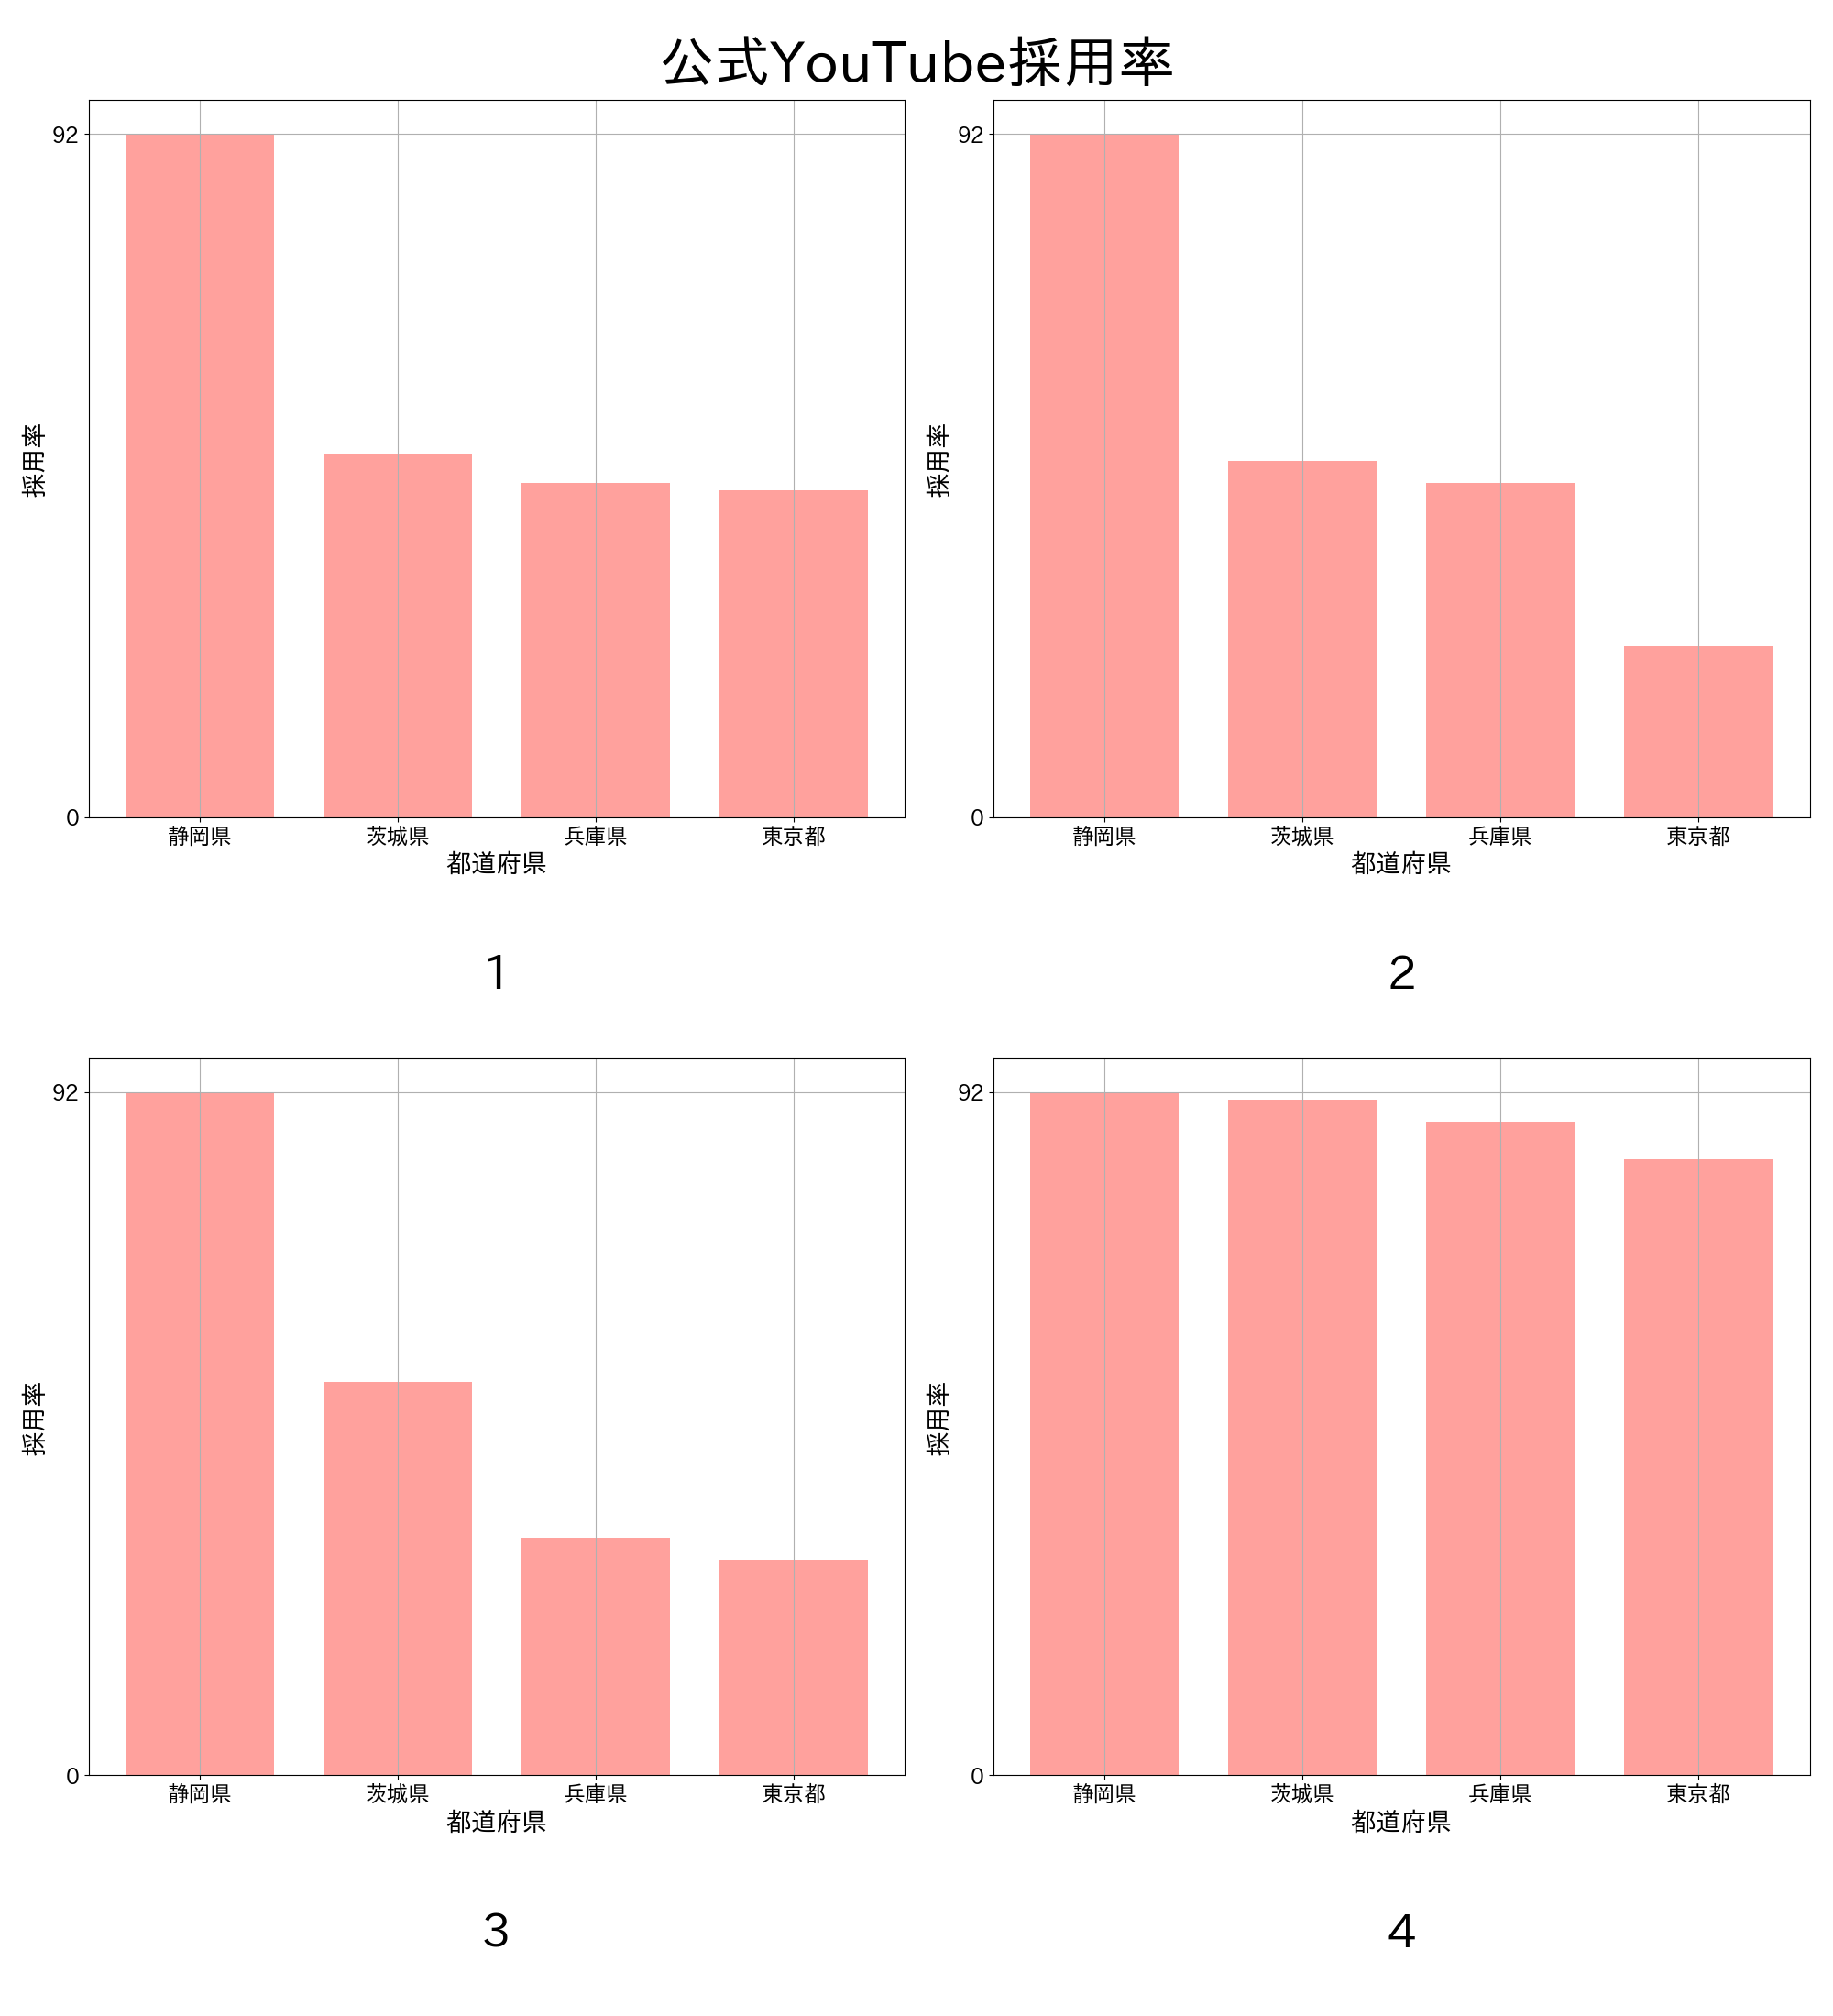 公式YouTube採用率
92
0
採用率
静岡県 茨城県 兵庫県 東京都
都道府県
1
92
0
採用率
静岡県 茨城県 兵庫県 東京都
都道府県
2
92
0
採用率
静岡県 茨城県 兵庫県 東京都
都道府県
3
92
0
採用率
静岡県 茨城県 兵庫県 東京都
都道府県
4